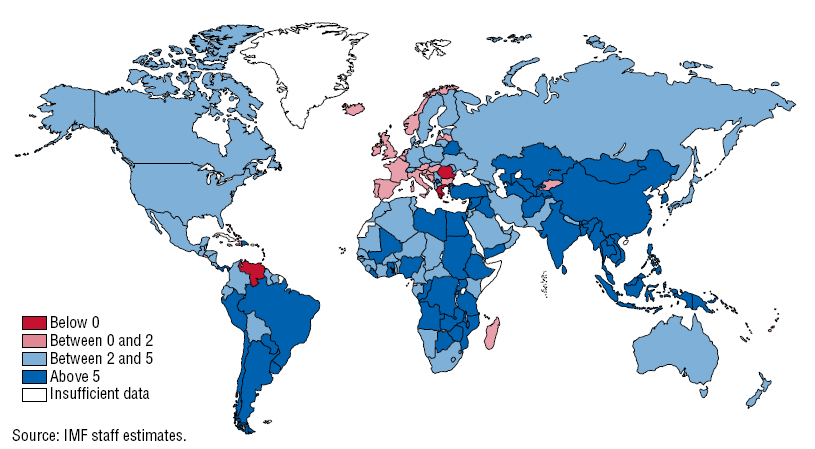 Below 0
Between 0 and 2
Between 2 and 5
Above 5
Insufficient data
Source: IMF staff estimates.